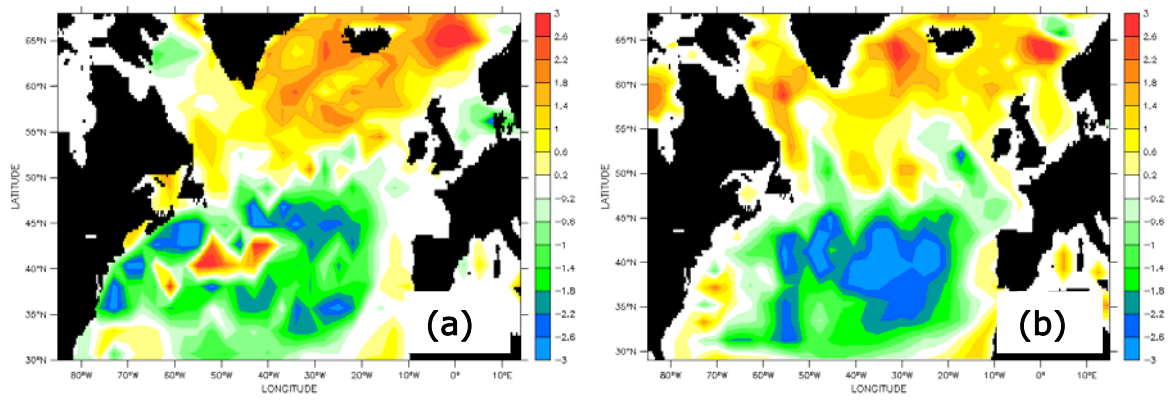 LATITUDE
65°N
60°N
55°N
50°N
45°N
40°N
35°N
30°N
80°W 70°W 60°W 50°W 40°W 30°W 20°W 10°W 0° 10°E
LONGITUDE
(a)
3
2.6
2.2
1.8
1.4
1
0.6
0.2
-0.2
-0.6
-1
-1.4
-1.8
-2.2
-2.6
-3
LATITUDE
65°N
60°N
55°N
50°N
45°N
40°N
35°N
30°N
80°W 70°W 60°W 50°W 40°W 30°W 20°W 10°W 0° 10°E
LONGITUDE
(b)
3
2.6
2.2
1.8
1.4
1
0.6
0.2
-0.2
-0.6
-1
-1.4
-1.8
-2.2
-2.6
-3